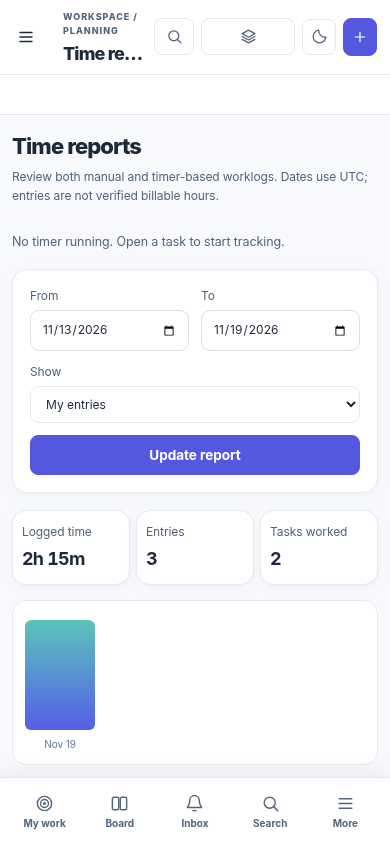 WORKSPACE /
PLANNING
Time re...
Time reports
Review both manual and timer-based worklogs. Dates use UTC;
entries are not verified billable hours.
No timer running. Open a task to start tracking.
From
To
11/13/2026
11/19/2026
Show
My entries
Update report
Logged time
Entries
Tasks worked
2h 15m
3
2
Nov 19
My work
Board
Inbox
Search
More